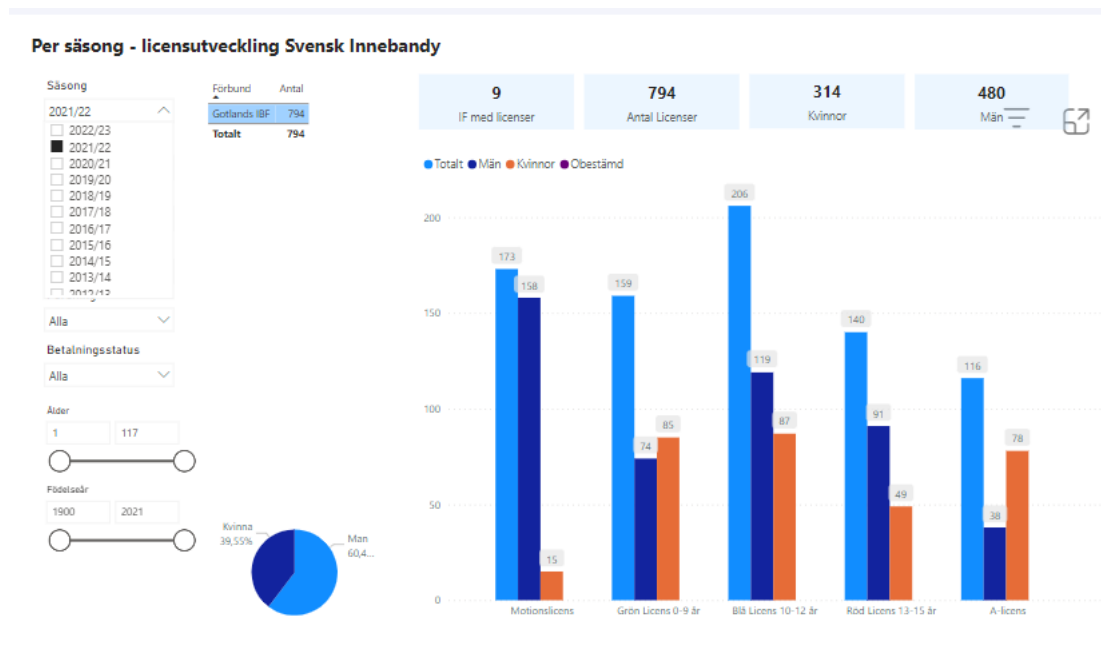 Per säsong - licensutveckling Svensk Innebandy
Säsong
2021/22
2022/23
2021/22
2020/21
2019/20
2018/19
2017/18
2016/17
2015/16
2014/15
2013/14
2012/13
Alla
Betalningsstatus
Alla
Ålder
1 117
Födelseår
1900 2021
Förbund Antal
Gotlands IBF 794
Totalt 794
Kvinna
39,55%
Man
60,4...
9
IF med licenser
794
Antal Licenser
314
Kvinnor
480
Män
Totalt Män Kvinnor Obestämd
200
150
100
50
0
173
158
15
159
74
85
206
119
87
140
91
49
116
38
78
Motionslicens
Grön Licens 0-9 år
Blå Licens 10-12 år
Röd Licens 13-15 år
A-licens